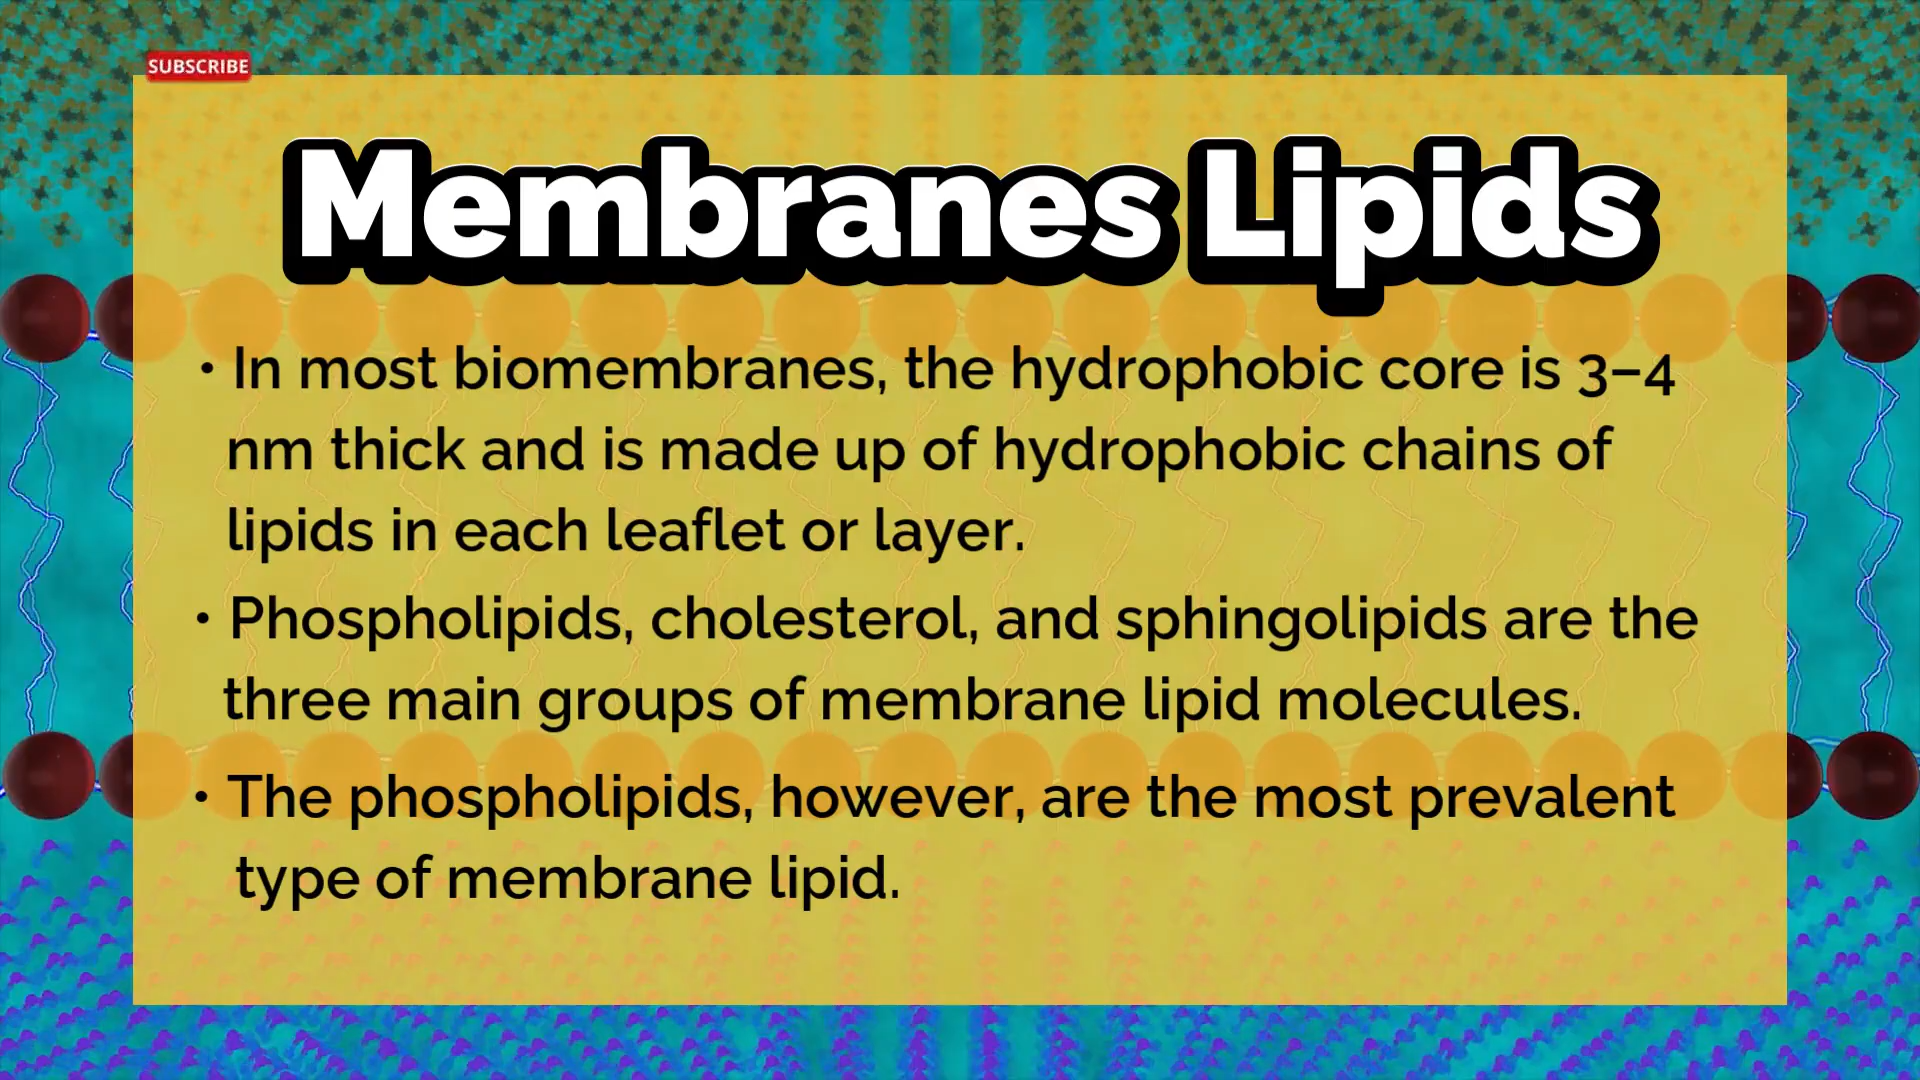 SUBSCRIBE
Membranes Lipids
• In most biomembranes, the hydrophobic core is 3–4
nm thick and is made up of hydrophobic chains of
lipids in each leaflet or layer.
• Phospholipids, cholesterol, and sphingolipids are the
three main groups of membrane lipid molecules.
• The phospholipids, however, are the most prevalent
type of membrane lipid.